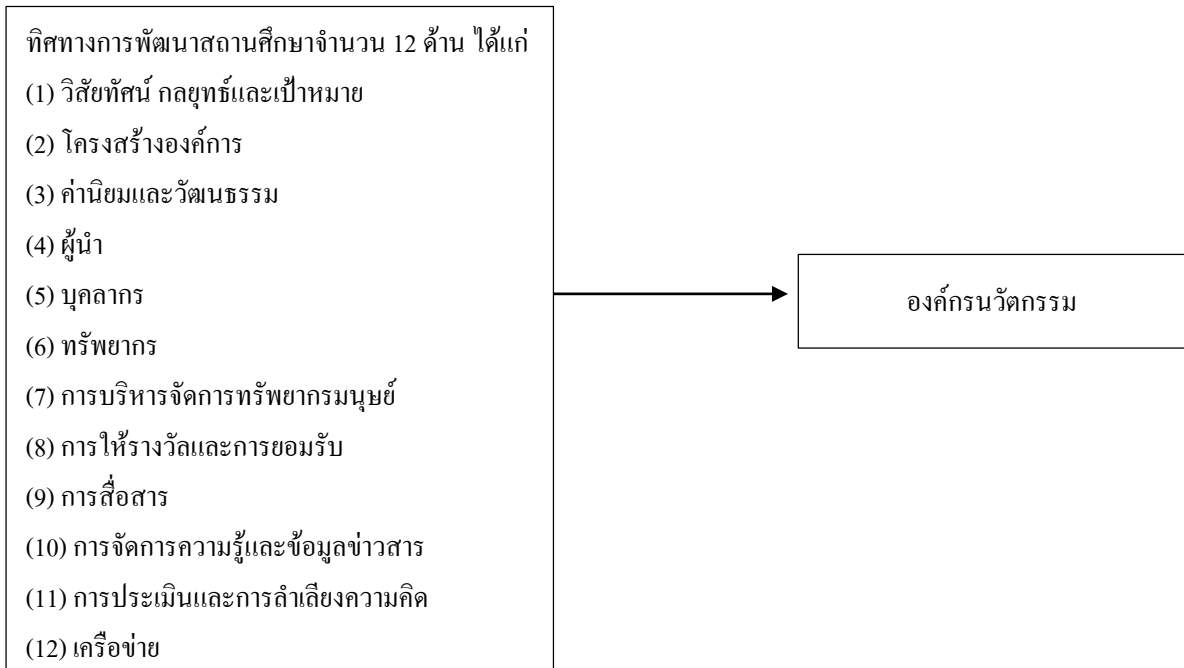 ทิศทางการพัฒนาสถานศึกษาจำนวน 12 ด้าน ได้แก่
(1) วิสัยทัศน์ กลยุทธ์และเป้าหมาย
(2) โครงสร้างองค์การ
(3) ค่านิยมและวัฒนธรรม
(4) ผู้นำ
(5) บุคลากร
(6) ทรัพยากร
(7) การบริหารจัดการทรัพยากรมนุษย์
(8) การให้รางวัลและการยอมรับ
(9) การสื่อสาร
(10) การจัดการความรู้และข้อมูลข่าวสาร
(11) การประเมินและการลำเลียงความคิด
(12) เครือข่าย
องค์กรนวัตกรรม